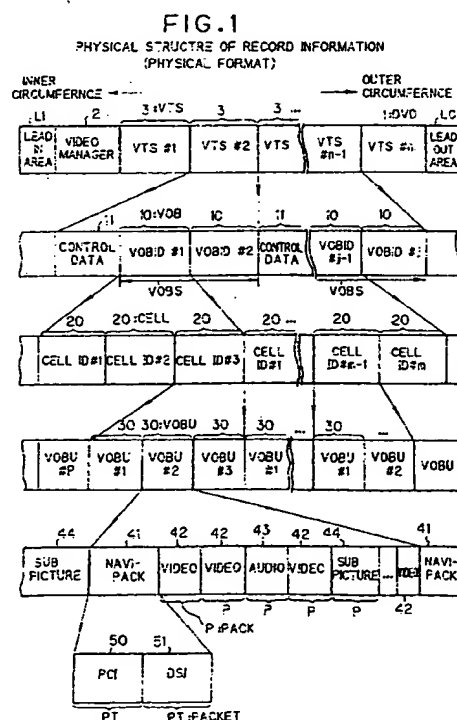 FIG.1
PHYSICAL STRUCTRE OF RECORD INFORMATION
(PHYSICAL FORMAT)
INNER CIRCUMFERNCE
OUTER CIRCUMFERNCE
LI 2 3:VTS 3 3... 1:DVD LO
LEAD IN AREA VIDEO MANAGER VTS #1 VTS #2 VTS VTS #n-1 VTS #n LEAD OUT AREA
11 10:VOB 10 11 10 10
CONTROL DATA VOBID #1 VOBID #2 CONTROL DATA VOBID #j-1 VOBID #j
VOBS VOBS
20 20:CELL 20 20... 20 20
CELL ID#1 CELL ID#2 CELL ID#3 CELL ID#1 CELL ID#m-1 CELL ID#m
30 30:VOBU 30 30 ... 30 ...
VOBU #P VOBU #1 VOBU #2 VOBU #3 VOBU #1 VOBU #1 VOBU #2 VOBU
44 41 42 42 43 42 44 41
SUB PICTURE NAVI-PACK VIDEO VIDEO AUDIO VIDEO SUB PICTURE ... VIDEO NAVI-PACK
P P P P 42
P:PACK
50 51
PCI DSI
PT PT:PACKET